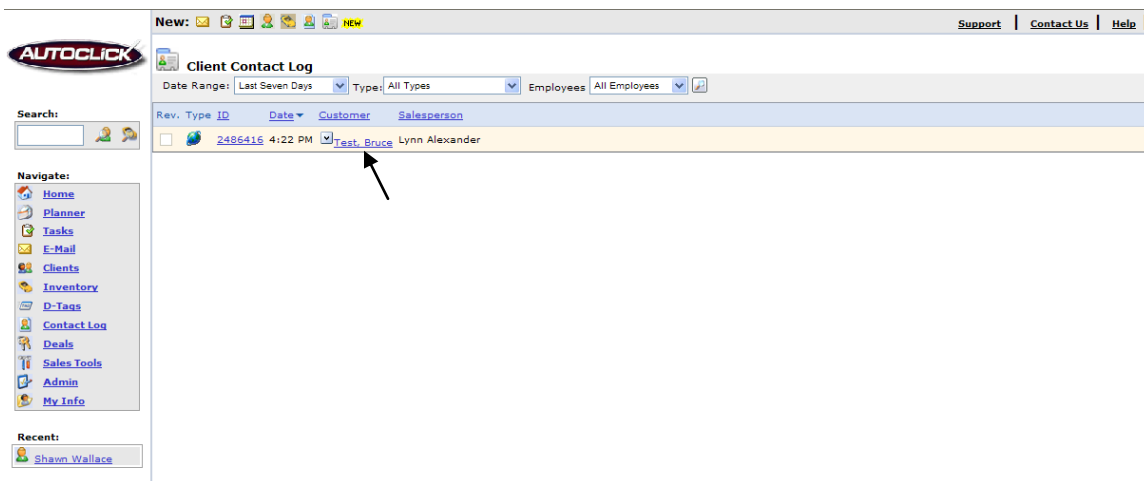 New: NEW Support | Contact Us | Help
AUTOCLICK
Client Contact Log
Date Range: Last Seven Days Type: All Types Employees All Employees
Search:
Rev. Type ID Date Customer Salesperson
2486416 4:22 PM Test, Bruce Lynn Alexander
Navigate:
Home
Planner
Tasks
E-Mail
Clients
Inventory
D-Tags
Contact Log
Deals
Sales Tools
Admin
My Info
Recent:
Shawn Wallace